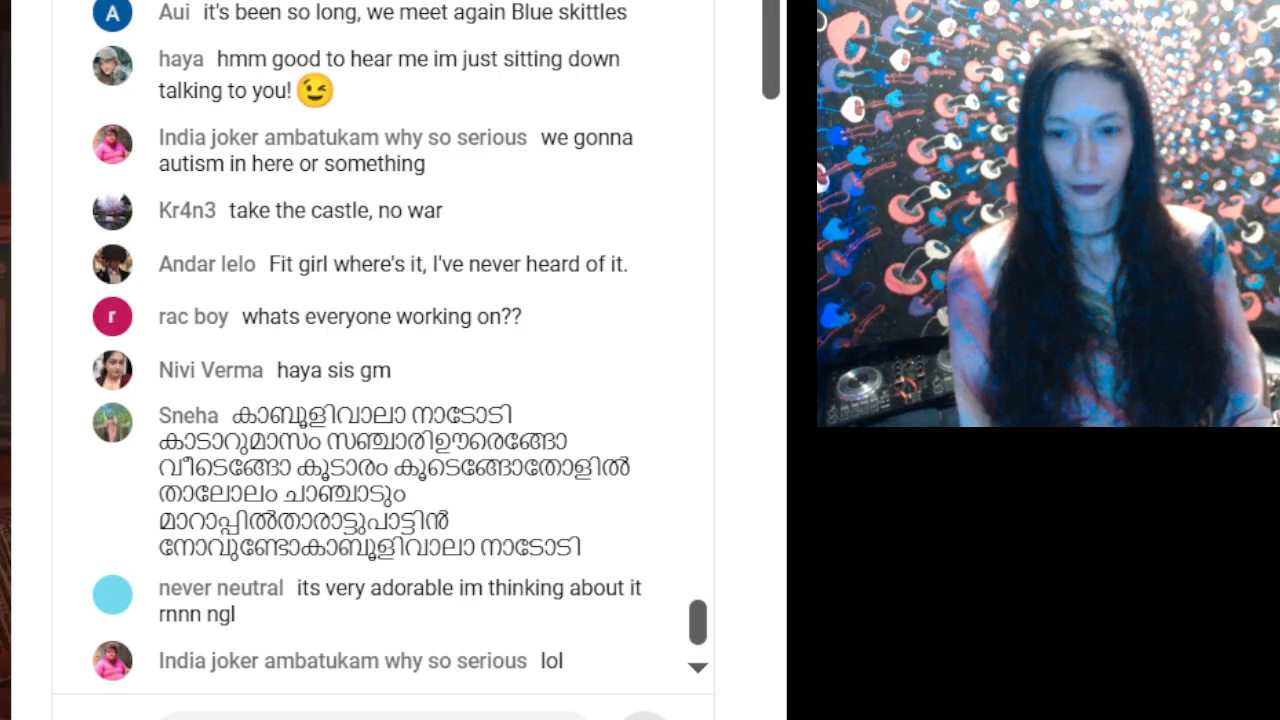 A Aui it's been so long, we meet again Blue skittles
haya hmm good to hear me im just sitting down
talking to you! 😉
India joker ambatukam why so serious we gonna
autism in here or something
Kr4n3 take the castle, no war
Andar lelo Fit girl where's it, I've never heard of it.
r rac boy whats everyone working on??
Nivi Verma haya sis gm
Sneha കാബൂളിവാലാ നാടോടി
കാടാറുമാസം സഞ്ചാരിഊരെങ്ങോ
വീടെങ്ങോ കൂടാരം കൂടെങ്ങോതോളിൽ
താലോലം ചാഞ്ചാടും
മാറാപ്പിൽതാരാട്ടുപാട്ടിൻ
നോവുണ്ടോകാബൂളിവാലാ നാടോടി
never neutral its very adorable im thinking about it
rnnn ngl
India joker ambatukam why so serious lol